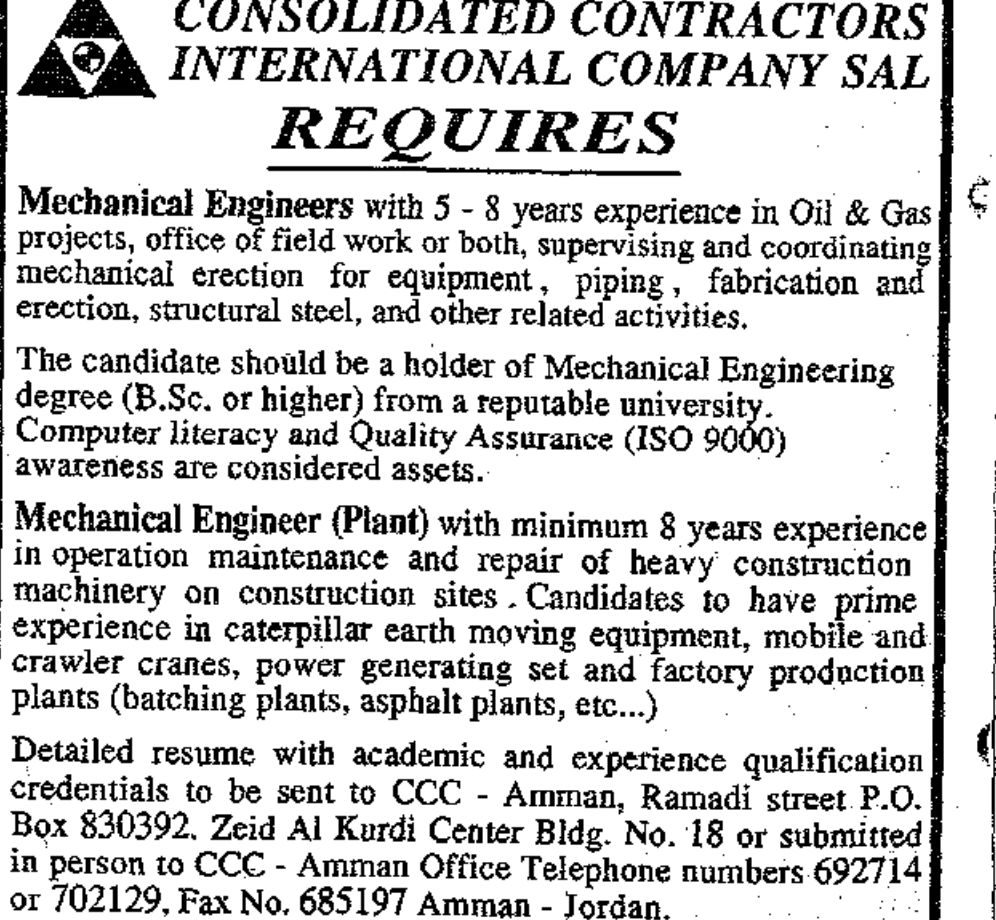 CONSOLIDATED CONTRACTORS
INTERNATIONAL COMPANY SAL
REQUIRES
Mechanical Engineers with 5 - 8 years experience in Oil & Gas
projects, office of field work or both, supervising and coordinating
mechanical erection for equipment, piping, fabrication and
erection, structural steel, and other related activities.
The candidate should be a holder of Mechanical Engineering
degree (B.Sc. or higher) from a reputable university.
Computer literacy and Quality Assurance (ISO 9000)
awareness are considered assets.
Mechanical Engineer (Plant) with minimum 8 years experience
in operation maintenance and repair of heavy construction
machinery on construction sites. Candidates to have prime
experience in caterpillar earth moving equipment, mobile and
crawler cranes, power generating set and factory production
plants (batching plants, asphalt plants, etc...)
Detailed resume with academic and experience qualification
credentials to be sent to CCC - Amman, Ramadi street P.O.
Box 830392. Zeid Al Kurdi Center Bldg. No. 18 or submitted
in person to CCC - Amman Office Telephone numbers 692714
or 702129, Fax No. 685197 Amman - Jordan.